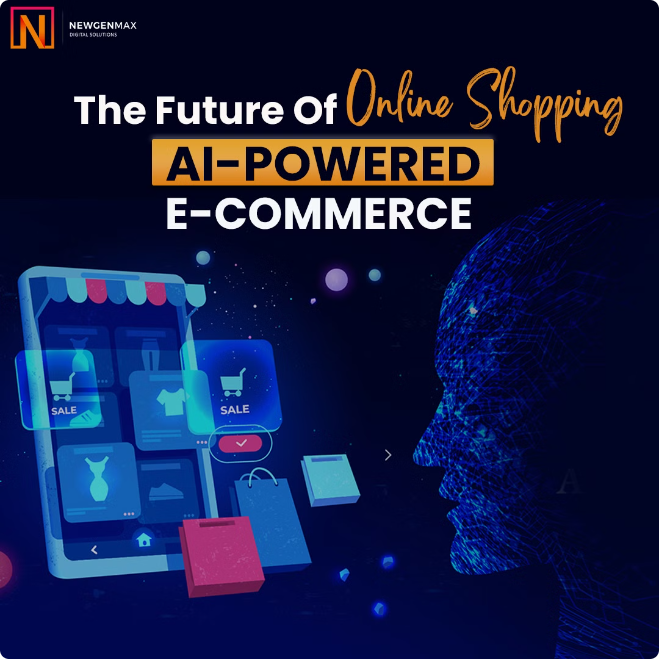 N
NEWGENMAX
DIGITAL SOLUTIONS
The Future Of Online Shopping
AI-POWERED
E-COMMERCE
SALE
SALE
A